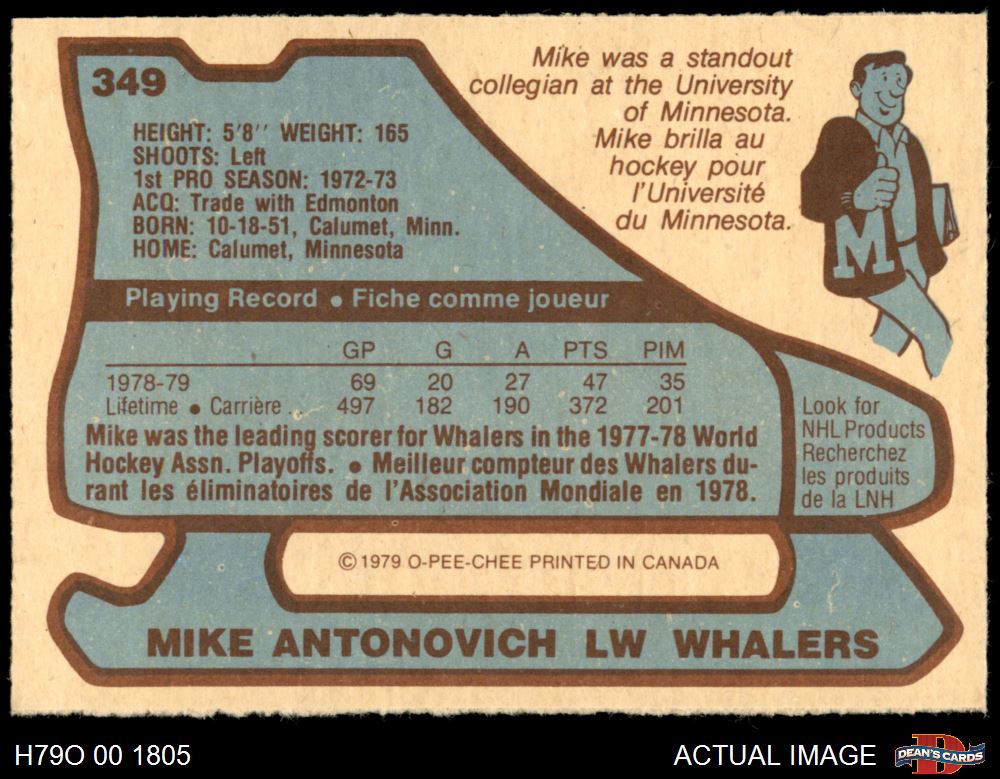 349
Mike was a standout
collegian at the University
of Minnesota.
Mike brilla au
hockey pour
l'Université
du Minnesota.
M
HEIGHT: 5'8'' WEIGHT: 165
SHOOTS: Left
1st PRO SEASON: 1972-73
ACQ: Trade with Edmonton
BORN: 10-18-51, Calumet, Minn.
HOME: Calumet, Minnesota
Playing Record • Fiche comme joueur
GP G A PTS PIM
1978-79 69 20 27 47 35
Lifetime • Carrière .. 497 182 190 372 201
Mike was the leading scorer for Whalers in the 1977-78 World
Hockey Assn. Playoffs. • Meilleur compteur des Whalers du-
rant les éliminatoires de l'Association Mondiale en 1978.
Look for
NHL Products
Recherchez
les produits
de la LNH
© 1979 O-PEE-CHEE PRINTED IN CANADA
MIKE ANTONOVICH LW WHALERS
H79O 00 1805
ACTUAL IMAGE
D
DEAN'S CARDS